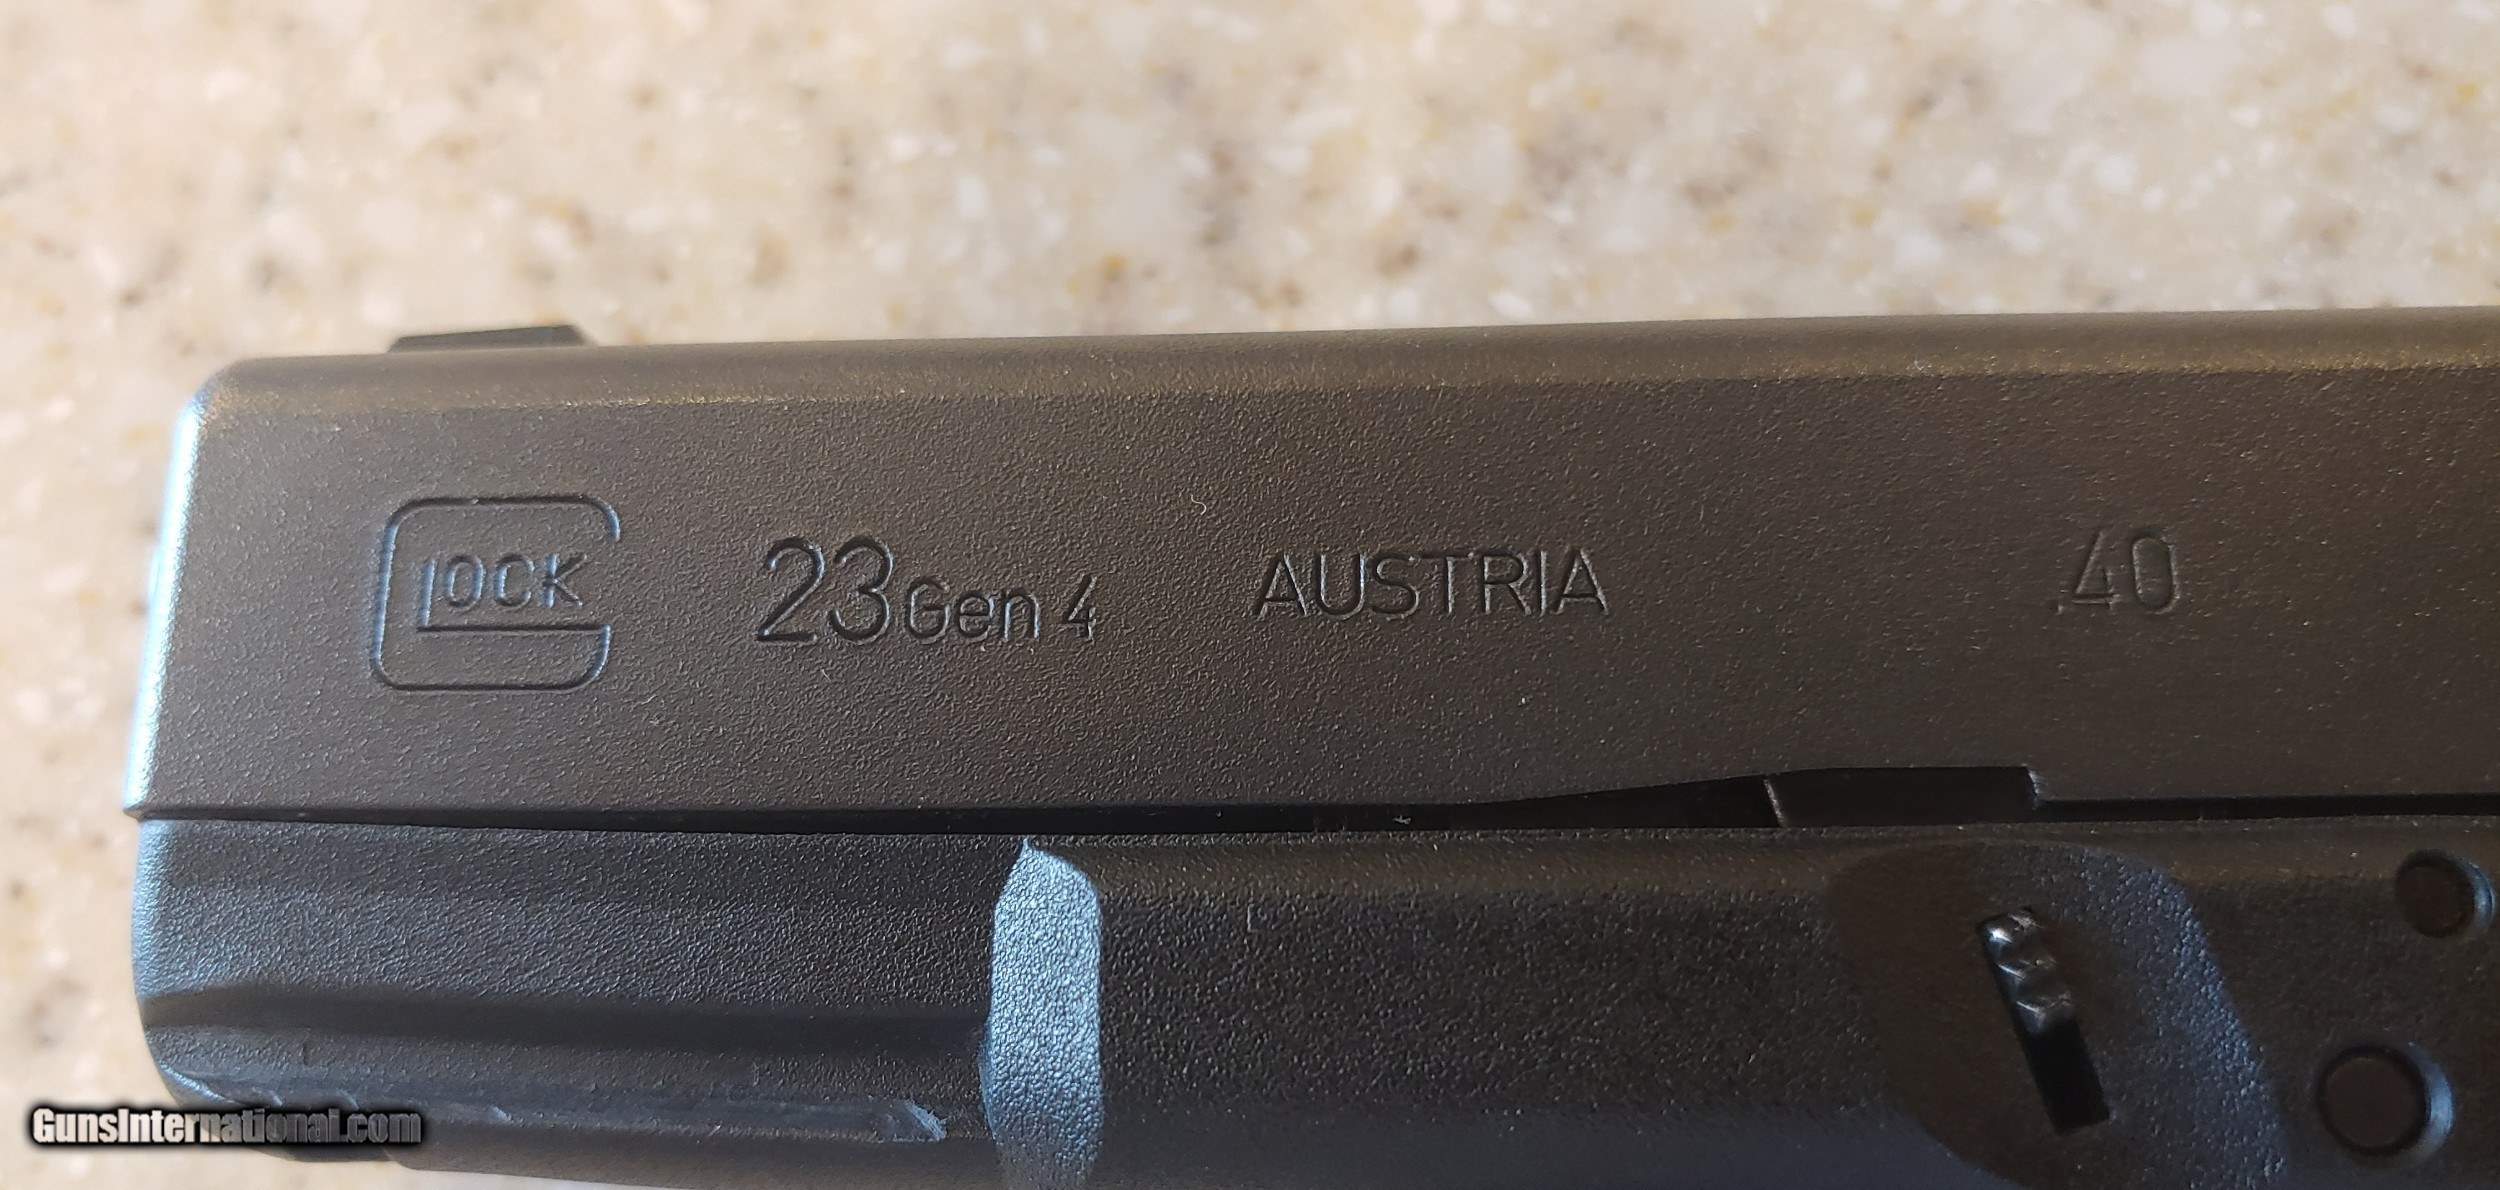 GLOCK 23 Gen 4 AUSTRIA .40
GunsInternational.com